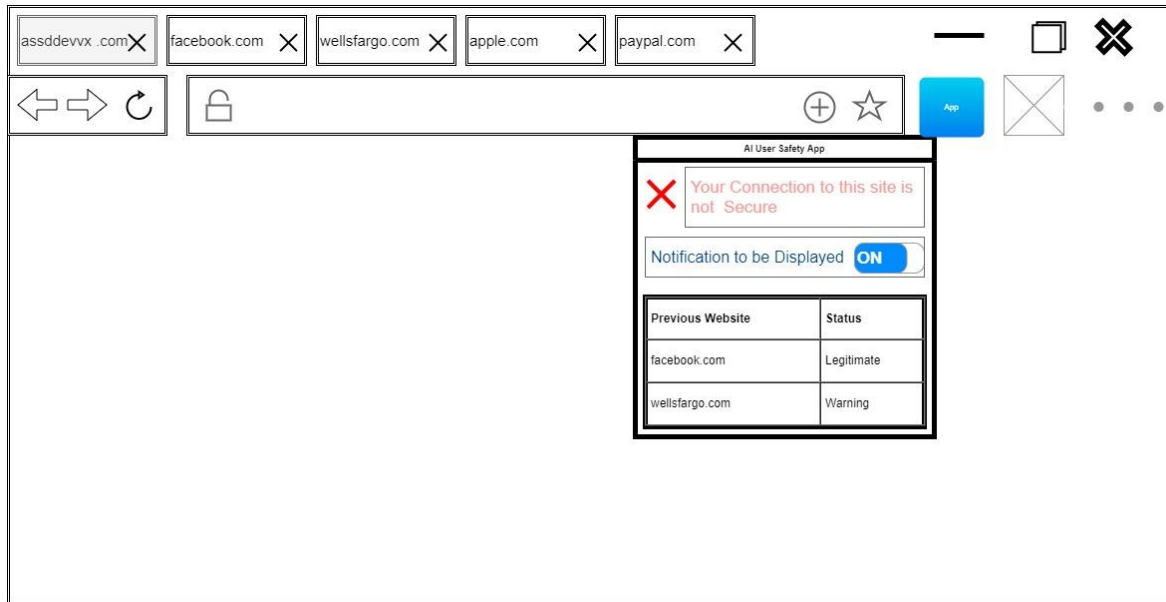 assddevvx .com
facebook.com
wellsfargo.com
apple.com
paypal.com
App
AI User Safety App
Your Connection to this site is
not Secure
Notification to be Displayed ON
Previous Website Status
facebook.com Legitimate
wellsfargo.com Warning